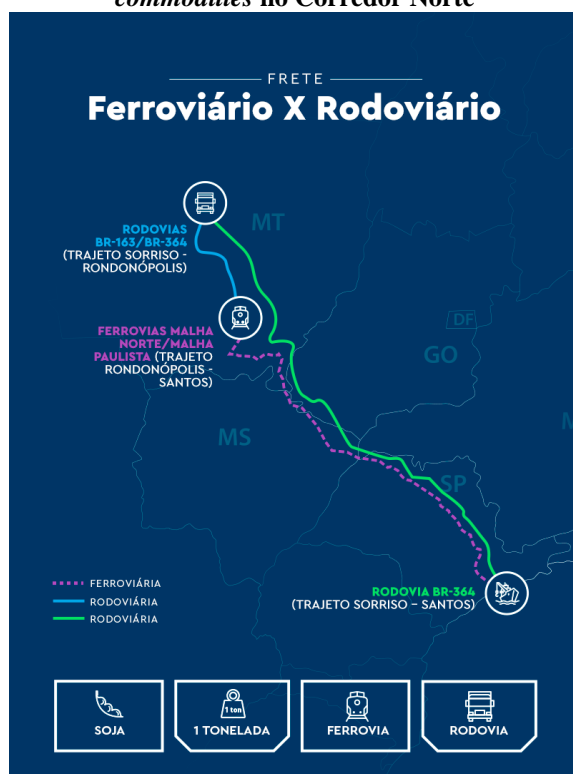 commodities no Corredor Norte
FRETE
Ferroviário X Rodoviário
MT
RODOVIAS
BR-163/BR-364
(TRAJETO SORRISO -
RONDONÓPOLIS)
FERROVIAS MALHA
NORTE/MALHA
PAULISTA (TRAJETO
RONDONÓPOLIS -
SANTOS)
DF
GO
MS
M
SP
RODOVIA BR-364
(TRAJETO SORRISO – SANTOS)
FERROVIÁRIA
RODOVIÁRIA
RODOVIÁRIA
1 ton
SOJA
1 TONELADA
FERROVIA
RODOVIA